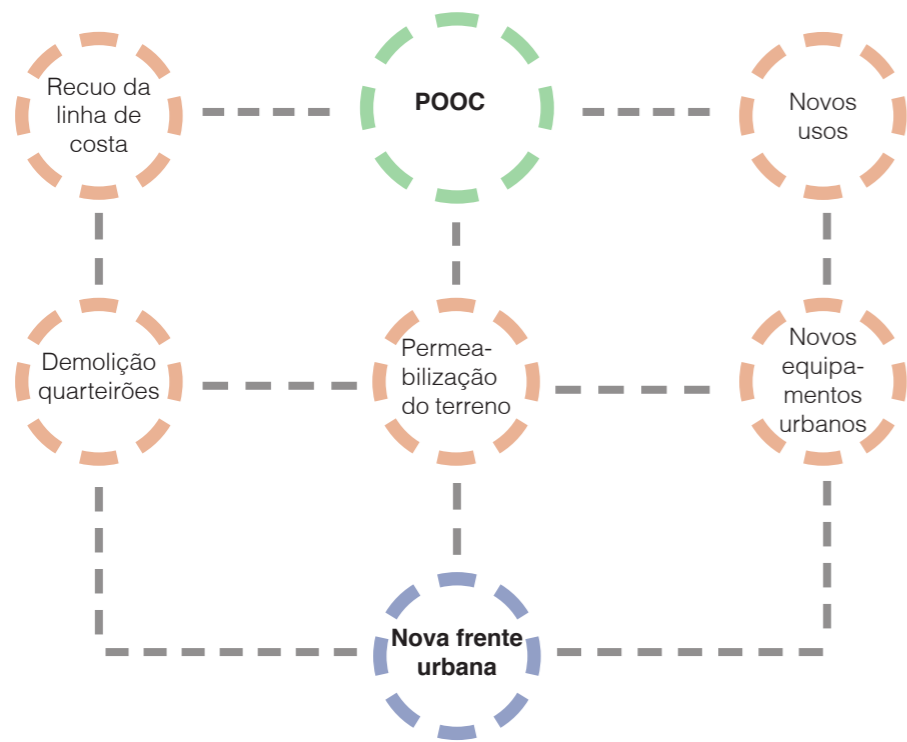 Recuo da
linha de
costa
POOC
Novos
usos
Demolição
quarteirões
Permea-
bilização
do terreno
Novos
equipa-
mentos
urbanos
Nova frente
urbana